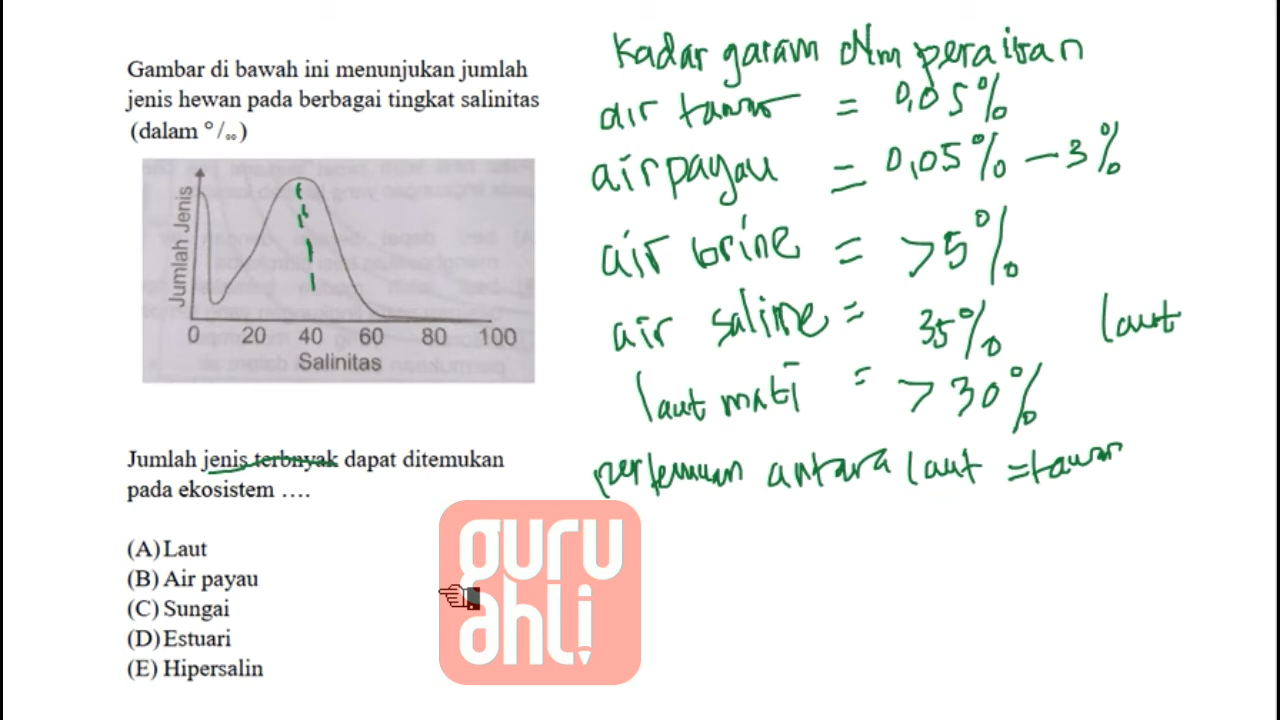 Gambar di bawah ini menunjukan jumlah
jenis hewan pada berbagai tingkat salinitas
(dalam °/₀₀)
Jumlah Jenis
0 20 40 60 80 100
Salinitas
Jumlah jenis terbnyak dapat ditemukan
pada ekosistem ….
(A) Laut
(B) Air payau
(C) Sungai
(D) Estuari
(E) Hipersalin
Kadar garam dlm perairan
air tawar = 0,05%
air payau = 0,05% – 3%
air brine = >5%
air saline = 35% laut
laut mati = >30%
pertemuan antara laut = tawar
guru
ahli